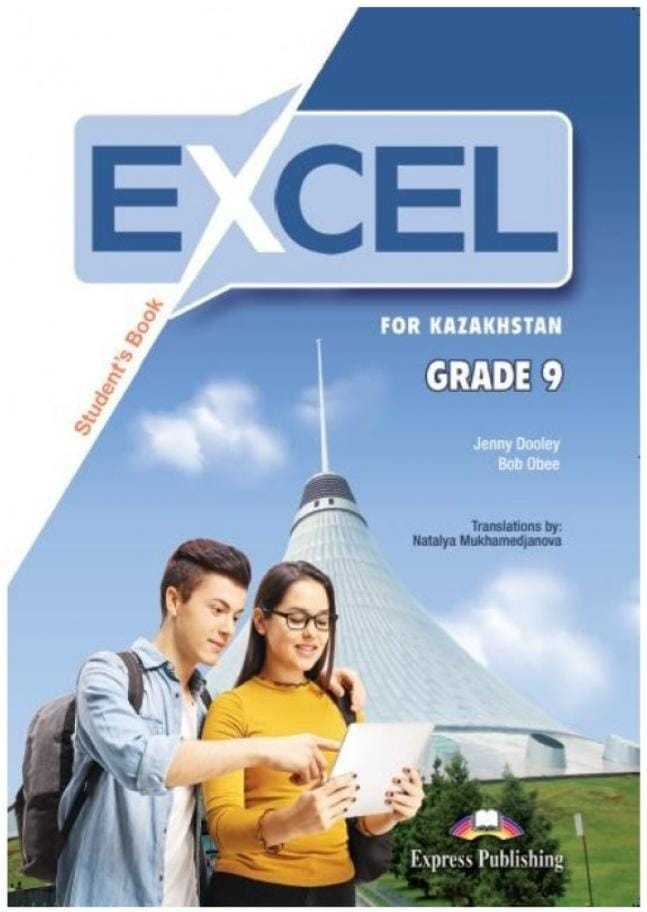 EXCEL
Student's Book
FOR KAZAKHSTAN
GRADE 9
Jenny Dooley
Bob Obee
Translations by:
Natalya Mukhamedjanova
Express Publishing